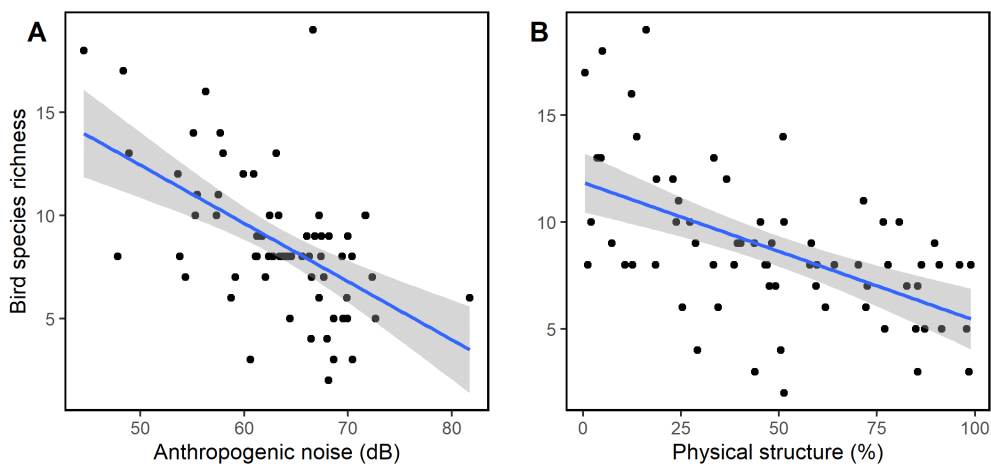 A
Bird species richness
15
10
5
50 60 70 80
Anthropogenic noise (dB)
B
15
10
5
0 25 50 75 100
Physical structure (%)